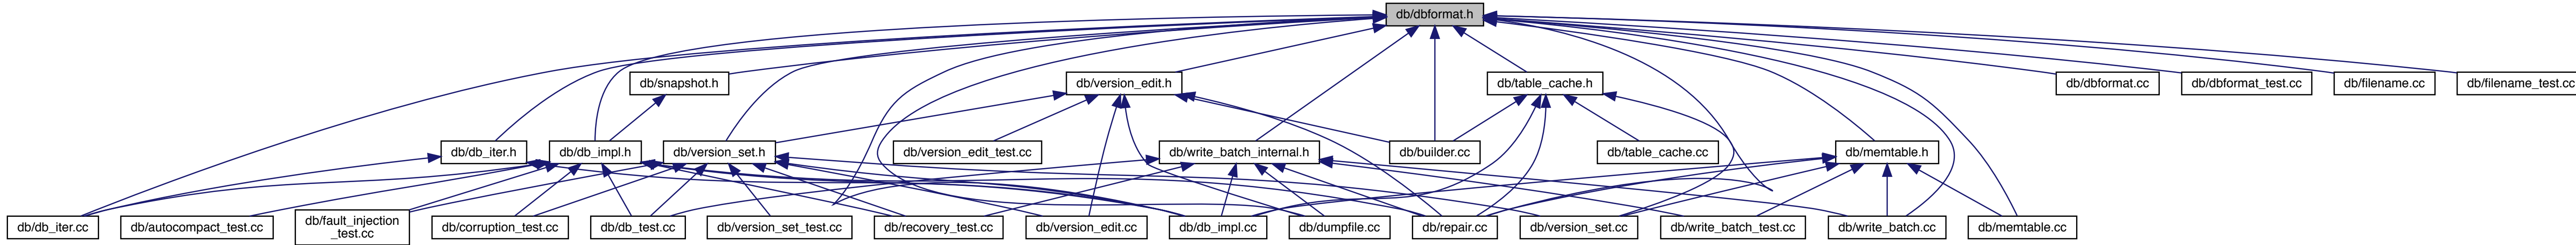 db/dbformat.h
db/snapshot.h
db/version_edit.h
db/table_cache.h
db/dbformat.cc
db/dbformat_test.cc
db/filename.cc
db/filename_test.cc
db/db_iter.h
db/db_impl.h
db/version_set.h
db/version_edit_test.cc
db/write_batch_internal.h
db/builder.cc
db/table_cache.cc
db/memtable.h
db/db_iter.cc
db/autocompact_test.cc
db/fault_injection
_test.cc
db/corruption_test.cc
db/db_test.cc
db/version_set_test.cc
db/recovery_test.cc
db/version_edit.cc
db/db_impl.cc
db/dumpfile.cc
db/repair.cc
db/version_set.cc
db/write_batch_test.cc
db/write_batch.cc
db/memtable.cc